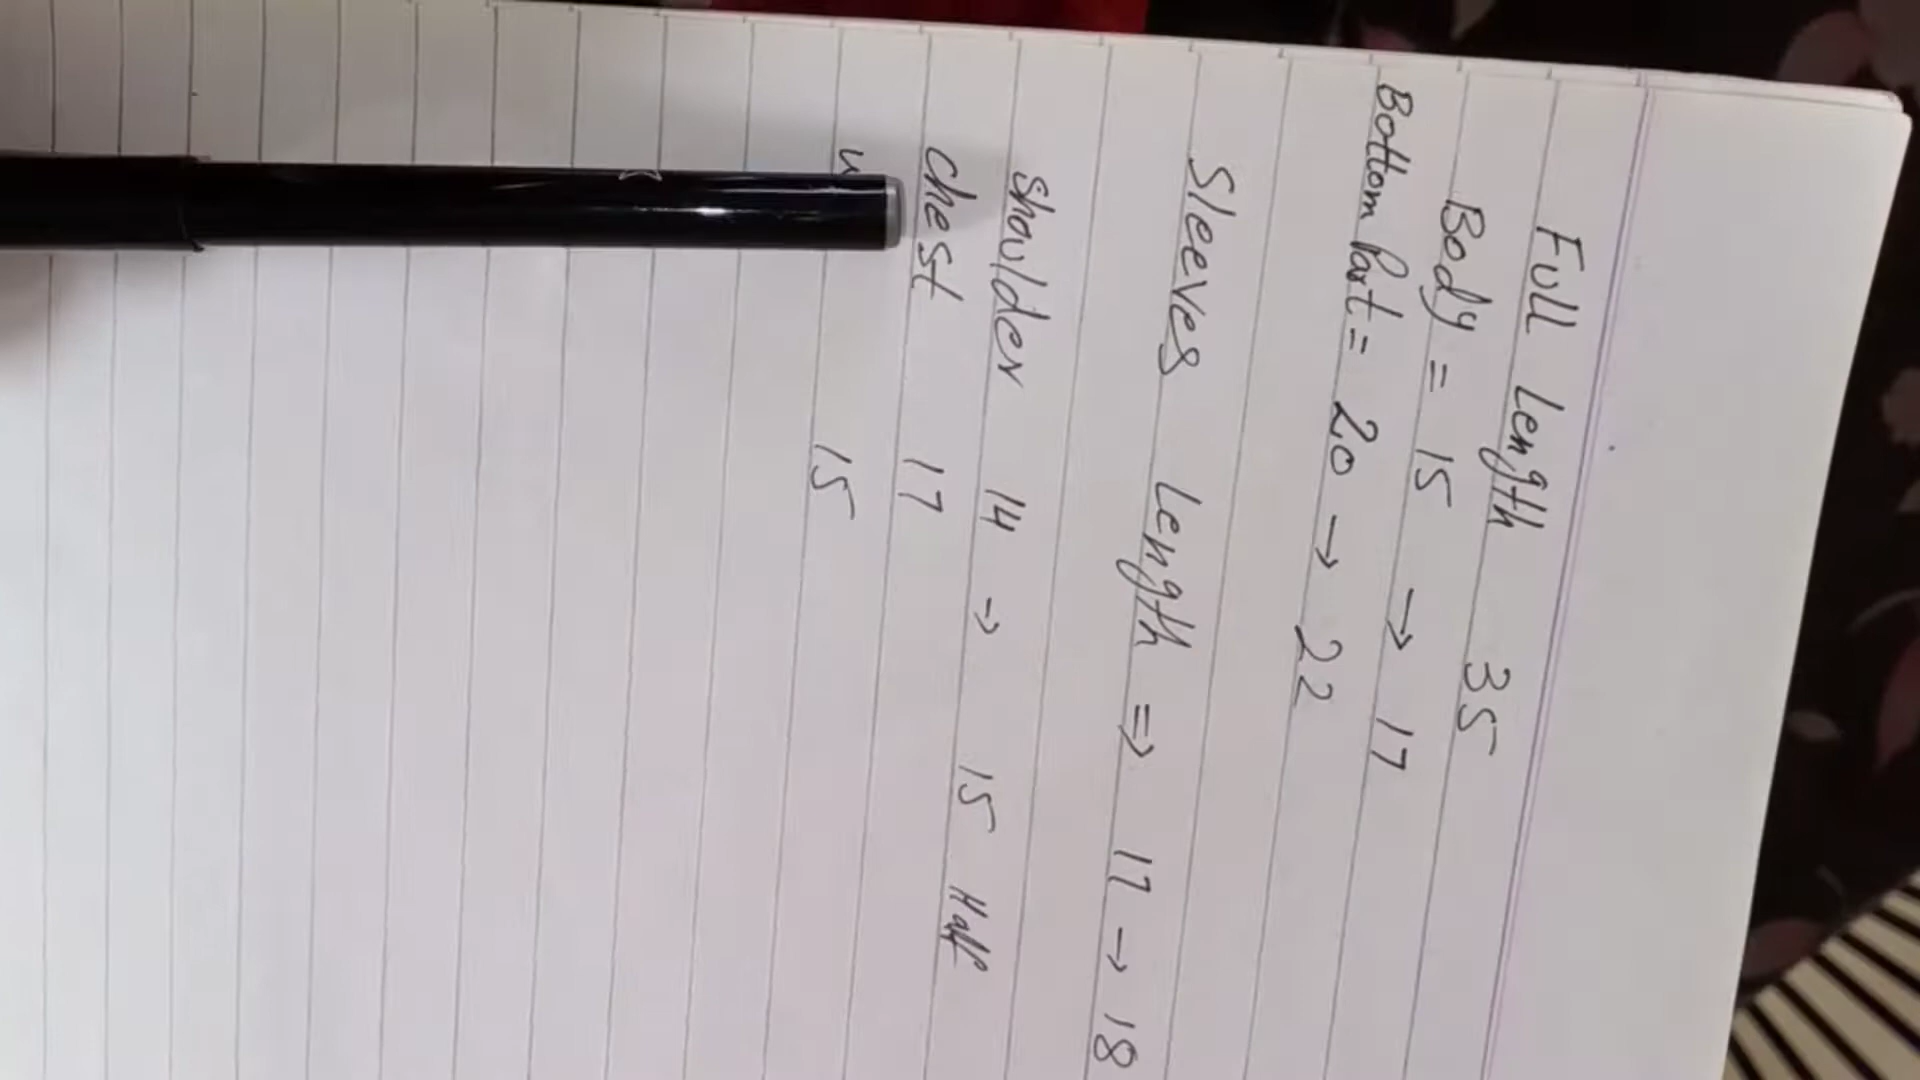 Full Length 35
Body = 15 → 17
Bottom Part = 20 → 22
Sleeves Length ⇒ 17 → 18
Shoulder 14 → 15 Half
Chest 17
15